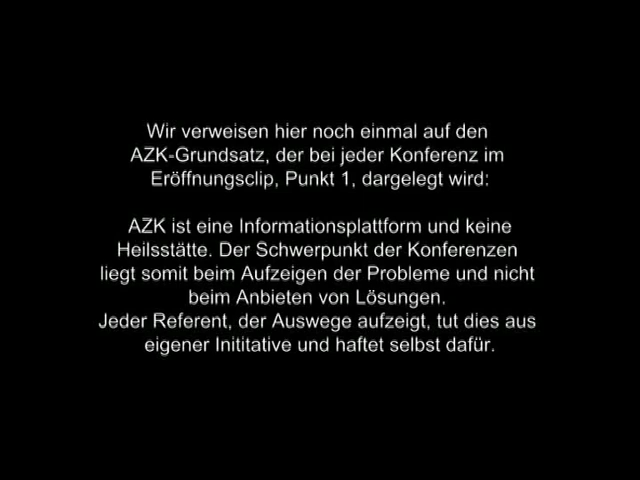 Wir verweisen hier noch einmal auf den
AZK-Grundsatz, der bei jeder Konferenz im
Eröffnungsclip, Punkt 1, dargelegt wird:
AZK ist eine Informationsplattform und keine
Heilsstätte. Der Schwerpunkt der Konferenzen
liegt somit beim Aufzeigen der Probleme und nicht
beim Anbieten von Lösungen.
Jeder Referent, der Auswege aufzeigt, tut dies aus
eigener Inititative und haftet selbst dafür.